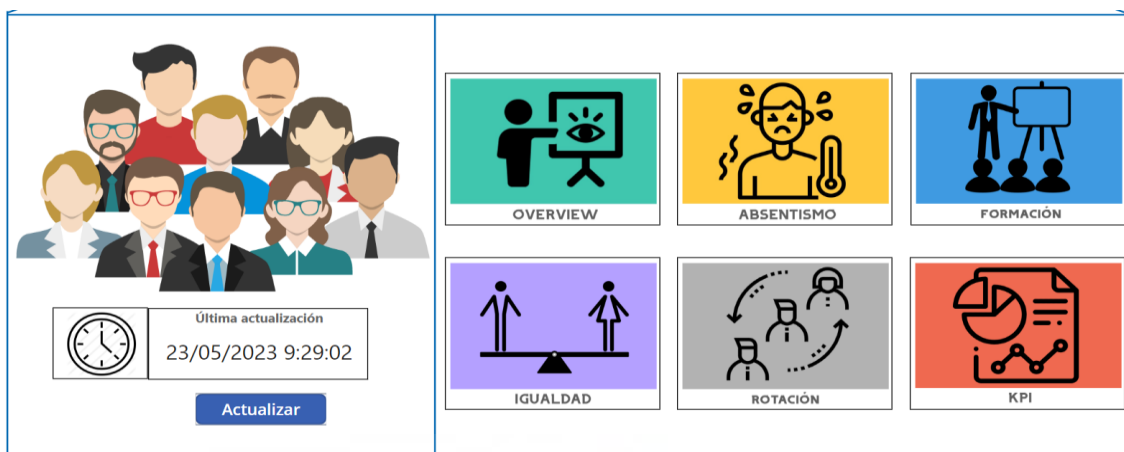 Última actualización
23/05/2023 9:29:02
Actualizar
OVERVIEW
ABSENTISMO
FORMACIÓN
IGUALDAD
ROTACIÓN
KPI